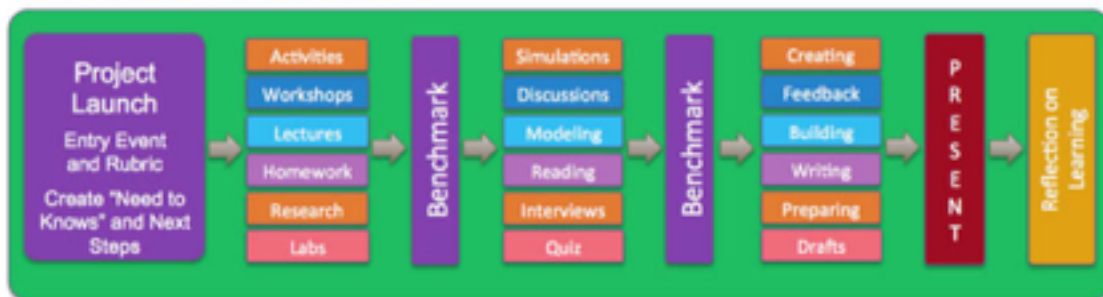 Project
Launch
Entry Event
and Rubric
Create "Need to
Knows" and Next
Steps
Activities
Workshops
Lectures
Homework
Research
Labs
Benchmark
Simulations
Discussions
Modeling
Reading
Interviews
Quiz
Benchmark
Creating
Feedback
Building
Writing
Preparing
Drafts
PRESENT
Reflection on
Learning